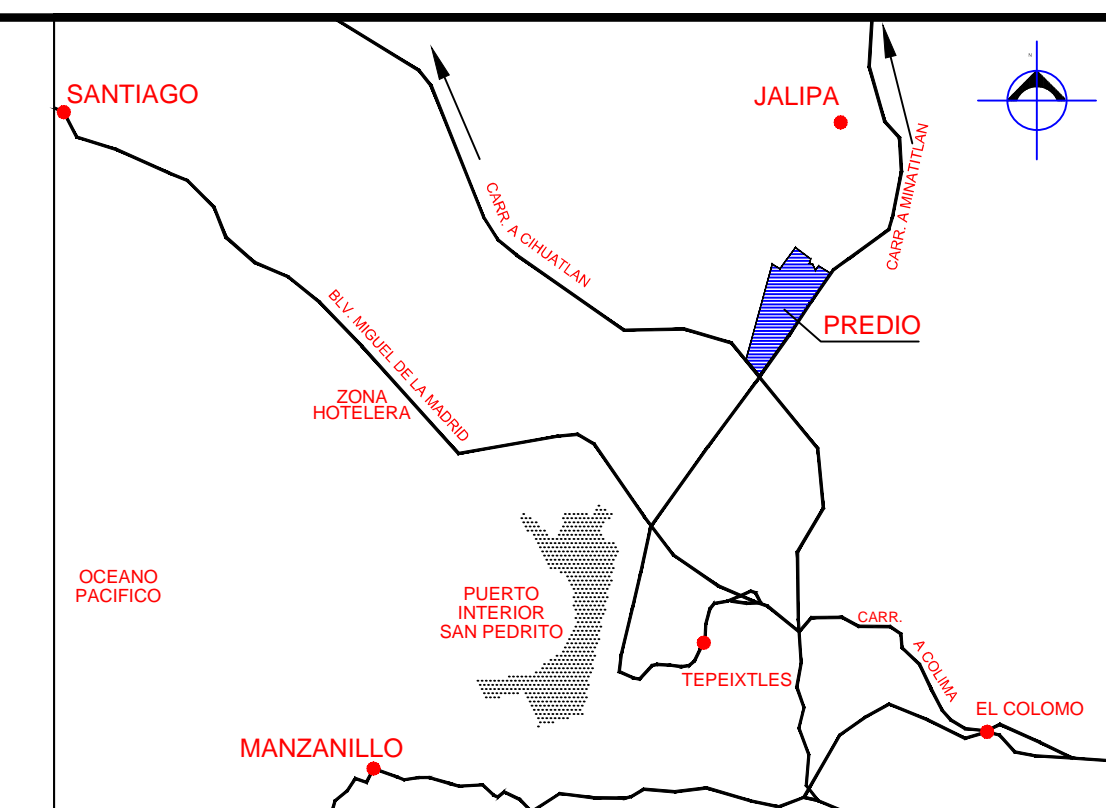 SANTIAGO
JALIPA
N
CARR. A MINATITLAN
CARR. A CIHUATLAN
PREDIO
BLV. MIGUEL DE LA MADRID
ZONA
HOTELERA
OCEANO
PACIFICO
PUERTO
INTERIOR
SAN PEDRITO
CARR.
A COLIMA
TEPEIXTLES
EL COLOMO
MANZANILLO